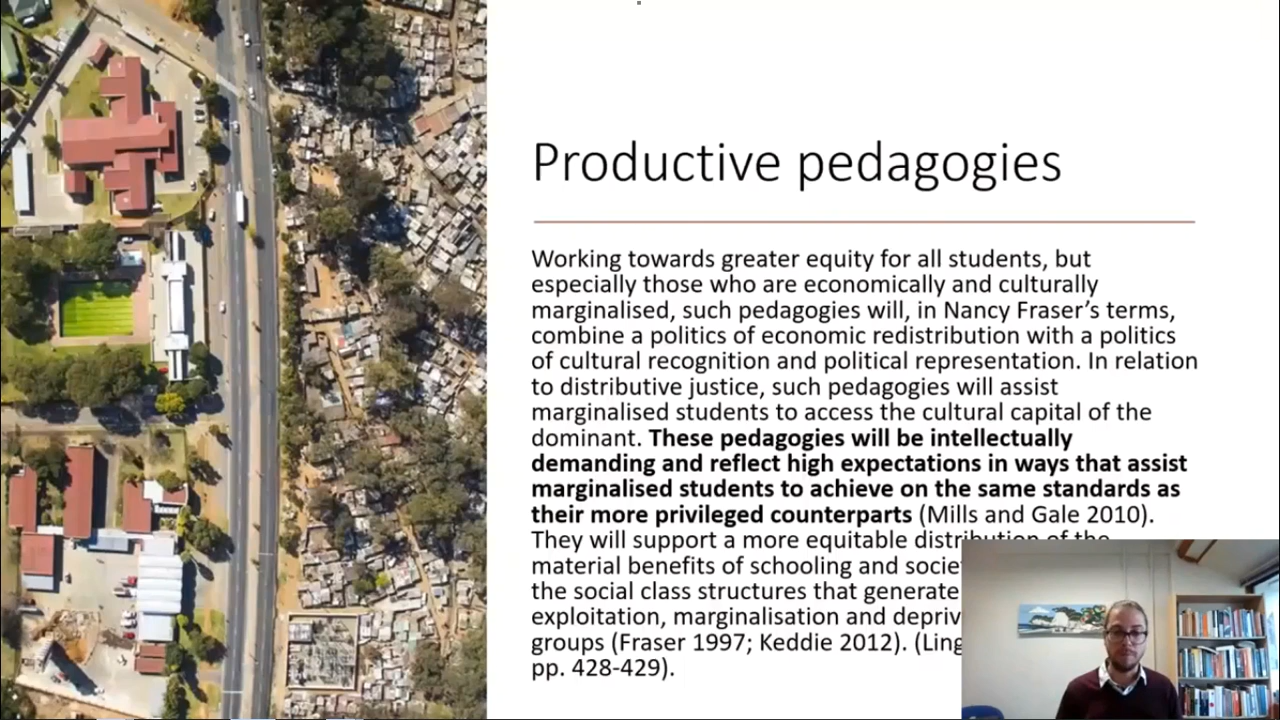 Productive pedagogies
Working towards greater equity for all students, but
especially those who are economically and culturally
marginalised, such pedagogies will, in Nancy Fraser’s terms,
combine a politics of economic redistribution with a politics
of cultural recognition and political representation. In relation
to distributive justice, such pedagogies will assist
marginalised students to access the cultural capital of the
dominant. These pedagogies will be intellectually
demanding and reflect high expectations in ways that assist
marginalised students to achieve on the same standards as
their more privileged counterparts (Mills and Gale 2010).
They will support a more equitable distribution of the
material benefits of schooling and
the social class structures that generate
exploitation, marginalisation and
groups (Fraser 1997; Keddie 2012).
pp. 428-429).